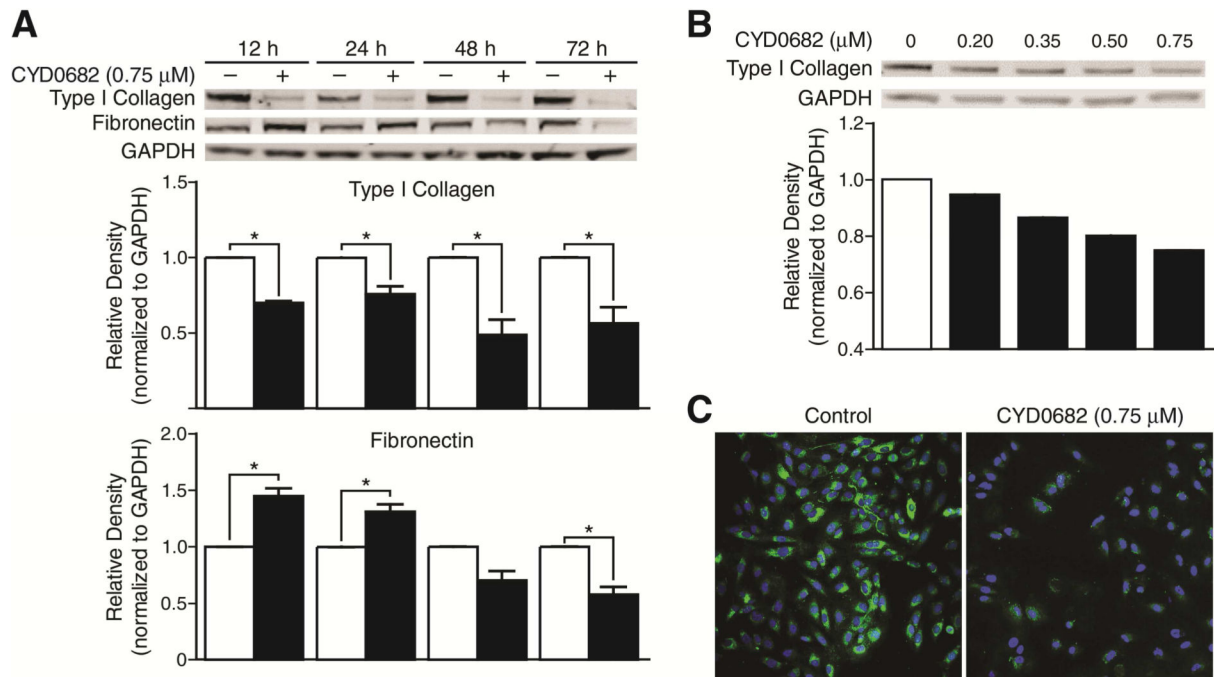 A
12 h 24 h 48 h 72 h
CYD0682 (0.75 μM) – + – + – + – +
Type I Collagen
Fibronectin
GAPDH
Type I Collagen
Relative Density
(normalized to GAPDH)
1.5
1.0
0.5
* * * *
Fibronectin
Relative Density
(normalized to GAPDH)
2.0
1.5
1.0
0.5
0
* * *
B
CYD0682 (μM) 0 0.20 0.35 0.50 0.75
Type I Collagen
GAPDH
Relative Density
(normalized to GAPDH)
1.2
1.0
0.8
0.6
0.4
C
Control CYD0682 (0.75 μM)